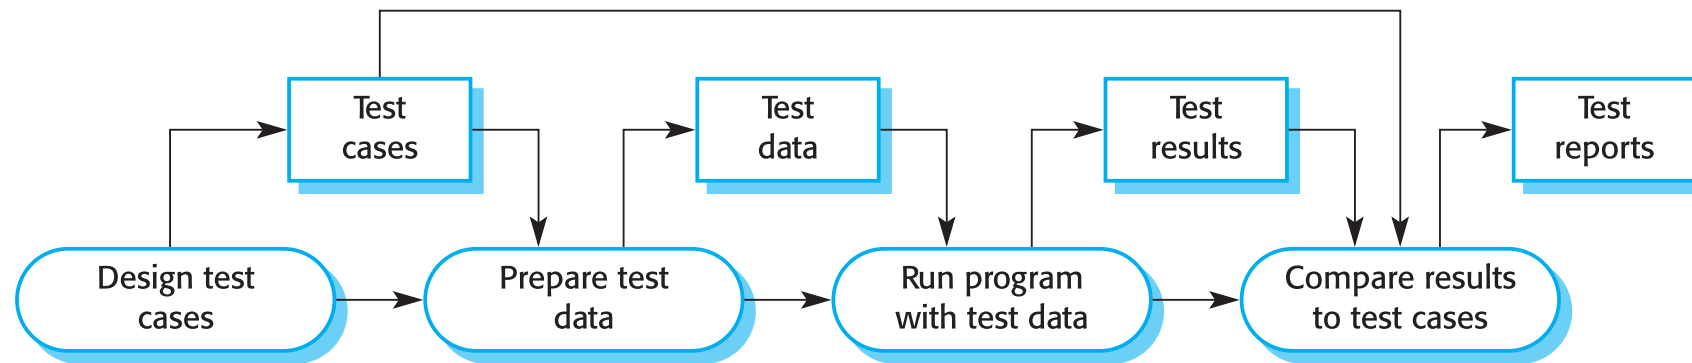 Test
cases
Test
data
Test
results
Test
reports
Design test
cases
Prepare test
data
Run program
with test data
Compare results
to test cases